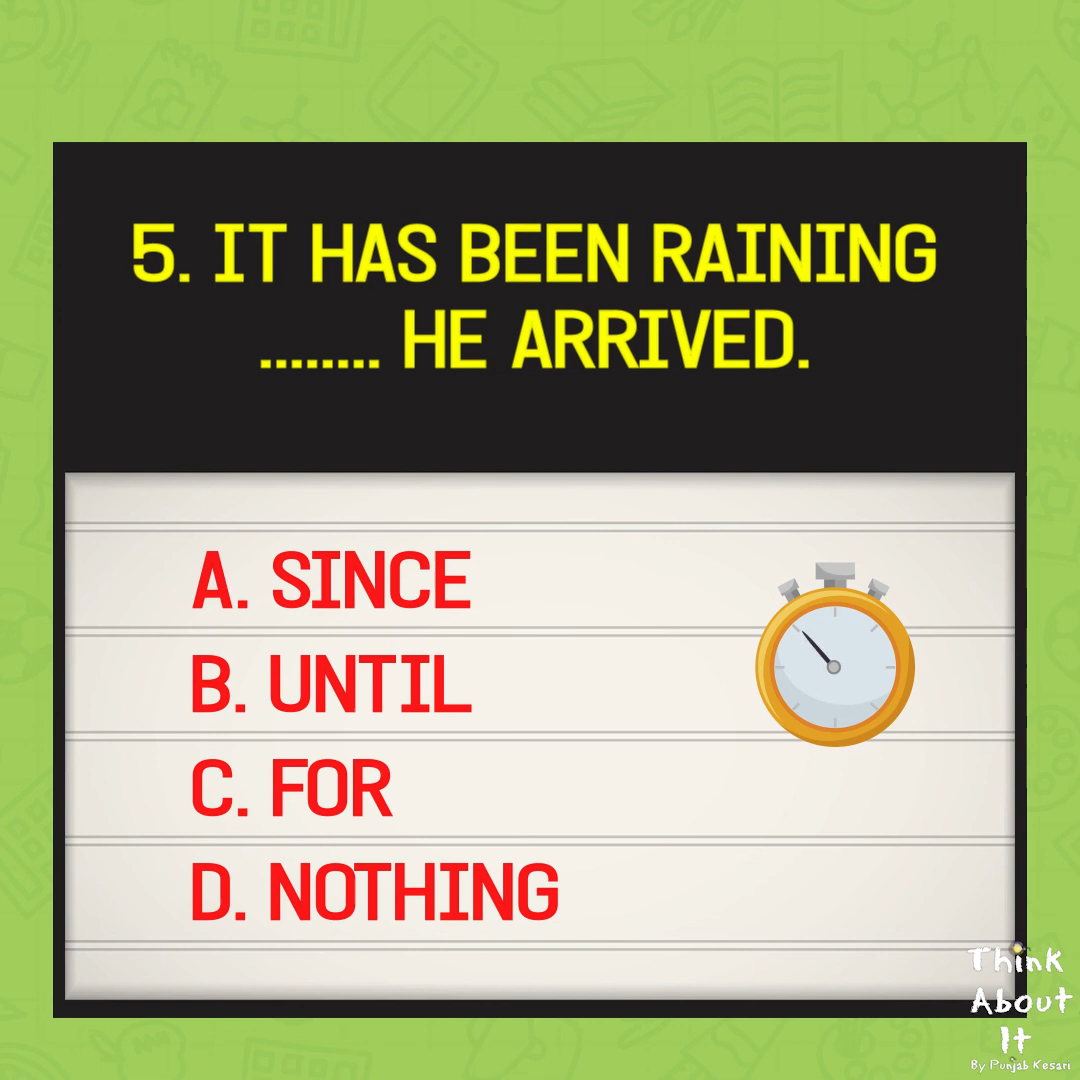 5. IT HAS BEEN RAINING
........ HE ARRIVED.
A. SINCE
B. UNTIL
C. FOR
D. NOTHING
Think
About
It
By Punjab Kesari